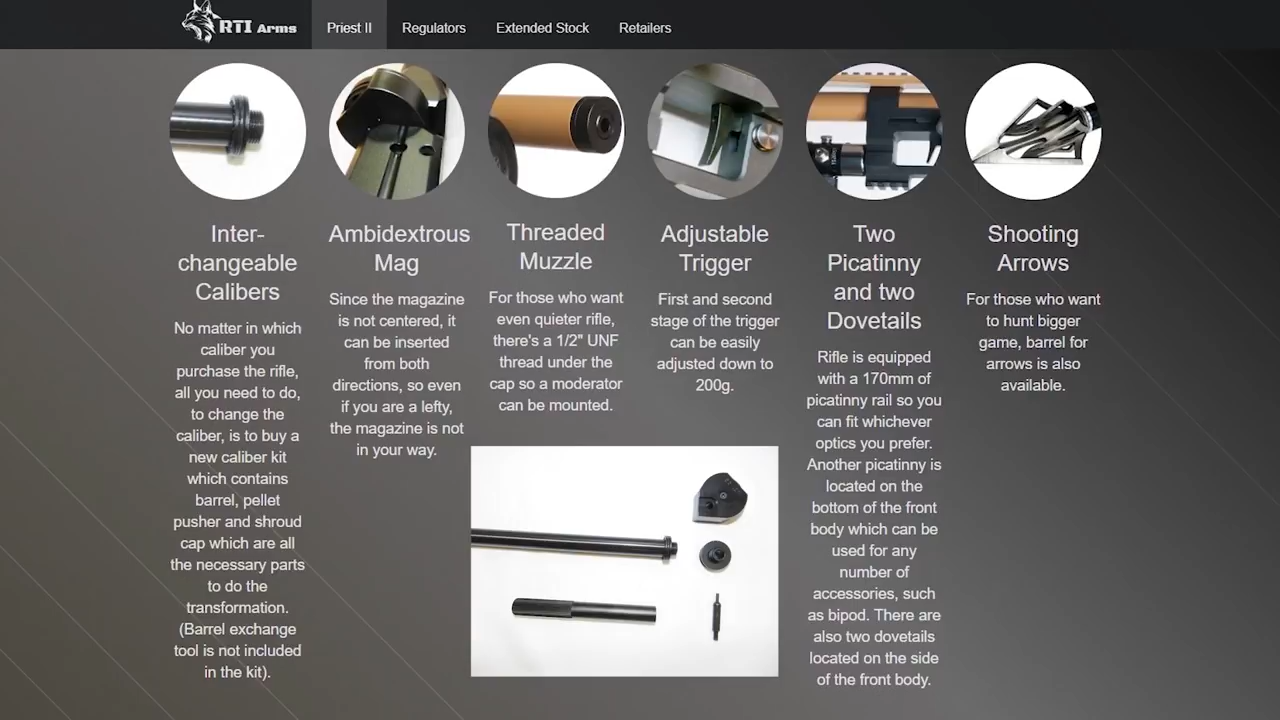 RTI Arms
Priest II
Regulators
Extended Stock
Retailers
Inter-
changeable
Calibers
No matter in which
caliber you
purchase the rifle,
all you need to do,
to change the
caliber, is to buy a
new caliber kit
which contains
barrel, pellet
pusher and shroud
cap which are all
the necessary parts
to do the
transformation.
(Barrel exchange
tool is not included
in the kit).
Ambidextrous
Mag
Since the magazine
is not centered, it
can be inserted
from both
directions, so even
if you are a lefty,
the magazine is not
in your way.
Threaded
Muzzle
For those who want
even quieter rifle,
there's a 1/2" UNF
thread under the
cap so a moderator
can be mounted.
Adjustable
Trigger
First and second
stage of the trigger
can be easily
adjusted down to
200g.
Two
Picatinny
and two
Dovetails
Rifle is equipped
with a 170mm of
picatinny rail so you
can fit whichever
optics you prefer.
Another picatinny is
located on the
bottom of the front
body which can be
used for any
number of
accessories, such
as bipod. There are
also two dovetails
located on the side
of the front body.
Shooting
Arrows
For those who want
to hunt bigger
game, barrel for
arrows is also
available.